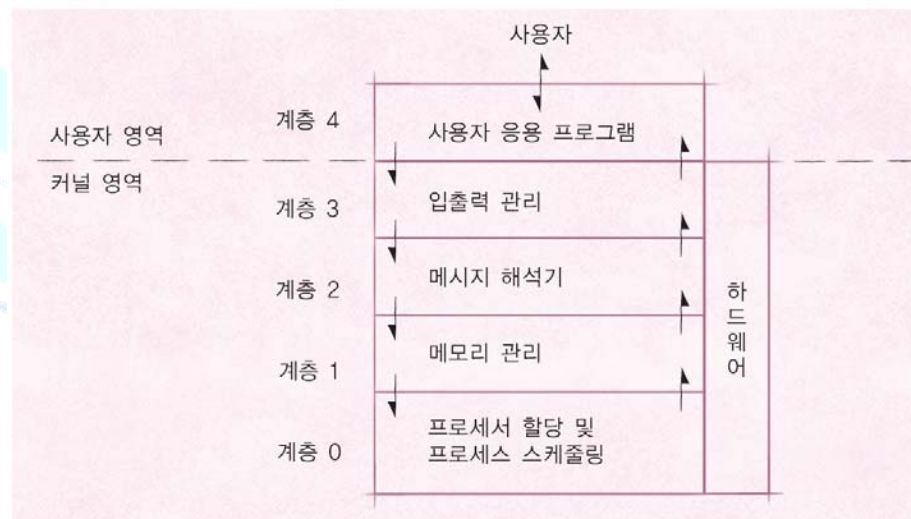 사용자
계층 4
사용자 응용 프로그램
사용자 영역
커널 영역
계층 3
입출력 관리
계층 2
메시지 해석기
하드웨어
계층 1
메모리 관리
계층 0
프로세서 할당 및
프로세스 스케줄링